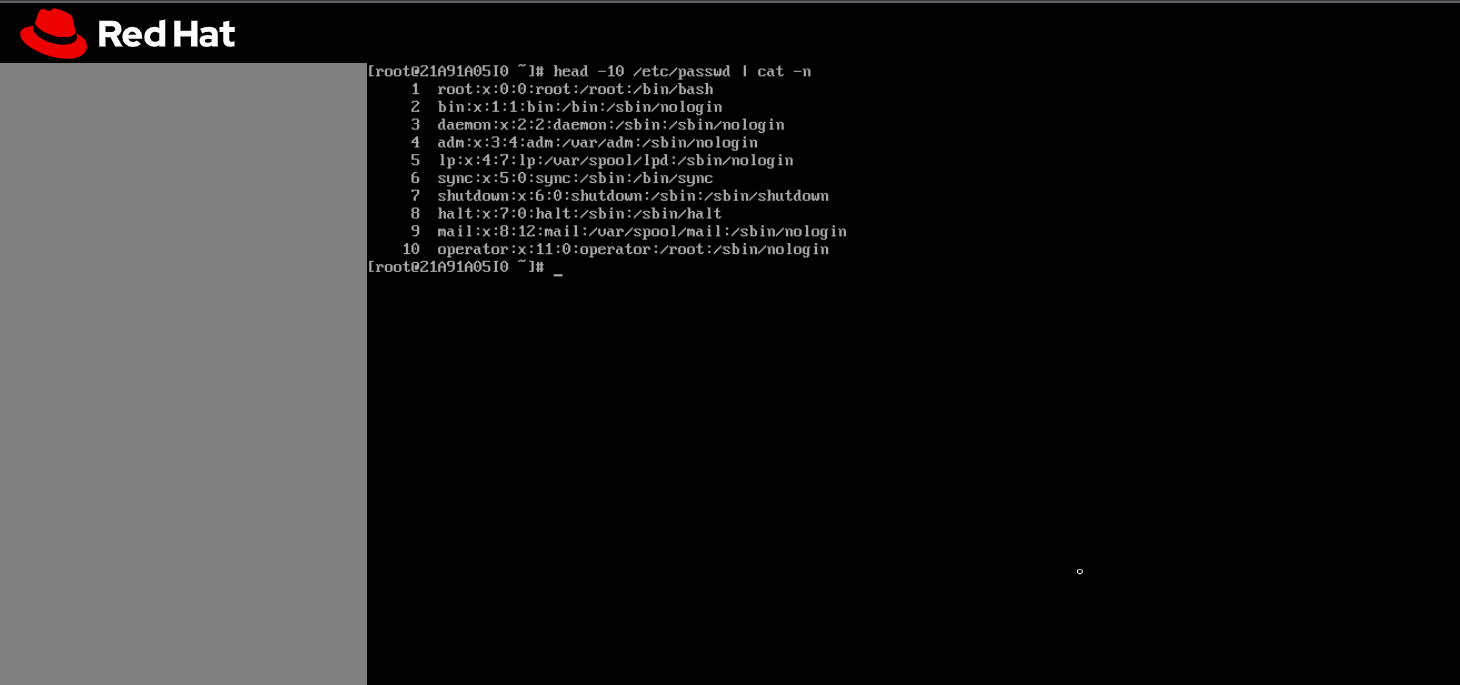 Red Hat
[root@21A91A05I0 ~]# head -10 /etc/passwd | cat -n
1 root:x:0:0:root:/root:/bin/bash
2 bin:x:1:1:bin:/bin:/sbin/nologin
3 daemon:x:2:2:daemon:/sbin:/sbin/nologin
4 adm:x:3:4:adm:/var/adm:/sbin/nologin
5 lp:x:4:7:lp:/var/spool/lpd:/sbin/nologin
6 sync:x:5:0:sync:/sbin:/bin/sync
7 shutdown:x:6:0:shutdown:/sbin:/sbin/shutdown
8 halt:x:7:0:halt:/sbin:/sbin/halt
9 mail:x:8:12:mail:/var/spool/mail:/sbin/nologin
10 operator:x:11:0:operator:/root:/sbin/nologin
[root@21A91A05I0 ~]# _